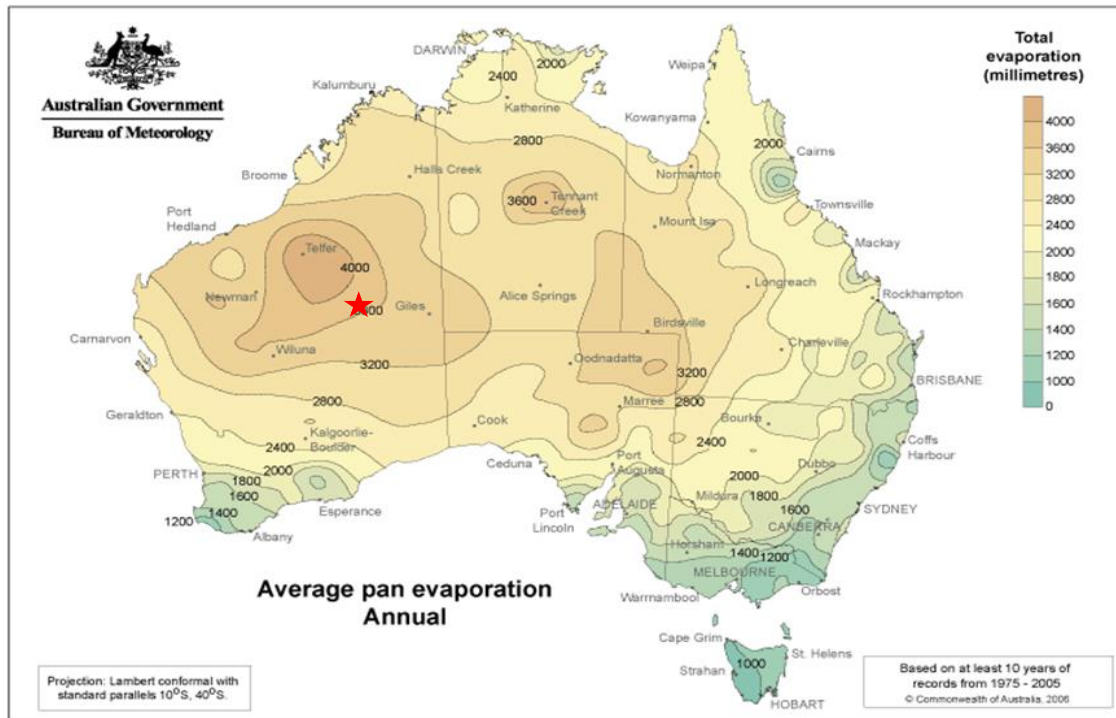 Australian Government
Bureau of Meteorology
Total
evaporation
(millimetres)
4000
3600
3200
2800
2400
2000
1800
1600
1400
1200
1000
0
DARWIN
2000
2400
Weipa
Kalumburu
Katherine
Kowanyama
2800
2000
Cairns
Broome
Halls Creek
Normanton
3600
Tennant
Creek
Townsville
Port
Hedland
Mount Isa
Telfer
Mackay
4000
Newman
Giles
Alice Springs
Longreach
Rockhampton
Carnarvon
Birdsville
Wiluna
3200
Oodnadatta
Charleville
3200
BRISBANE
2800
Marree
2800
Geraldton
Cook
Bourke
Kalgoorlie-
Boulder
2400
2400
Coffs
Harbour
PERTH
2000
Ceduna
Port
Augusta
Dubbo
1800
2000
1600
Mildura
1800
1200
1400
Esperance
Port
Lincoln
ADELAIDE
1600
SYDNEY
Albany
CANBERRA
Horsham
1400
1200
MELBOURNE
Warrnambool
Orbost
Average pan evaporation
Annual
Cape Grim
St. Helens
Strahan
1000
HOBART
Projection: Lambert conformal with
standard parallels 10°S, 40°S.
Based on at least 10 years of
records from 1975 - 2005
© Commonwealth of Australia, 2006